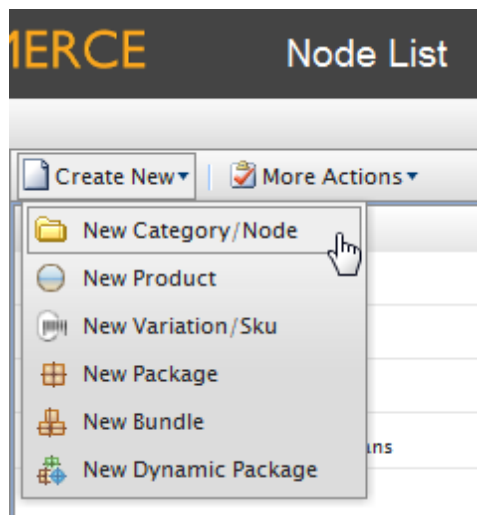 MERCE Node List
Create New More Actions
New Category/Node
New Product
New Variation/Sku
New Package
New Bundle
ans
New Dynamic Package